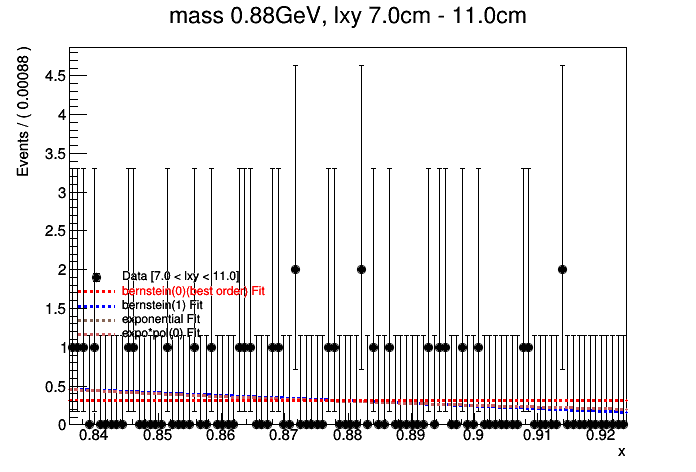 mass 0.88GeV, lxy 7.0cm - 11.0cm
Events / ( 0.00088 )
4.5
4
3.5
3
2.5
2
1.5
1
0.5
0
Data [7.0 < lxy < 11.0]
bernstein(0)(best order) Fit
bernstein(1) Fit
exponential Fit
expo*pol(0) Fit
0.84 0.85 0.86 0.87 0.88 0.89 0.9 0.91 0.92
x